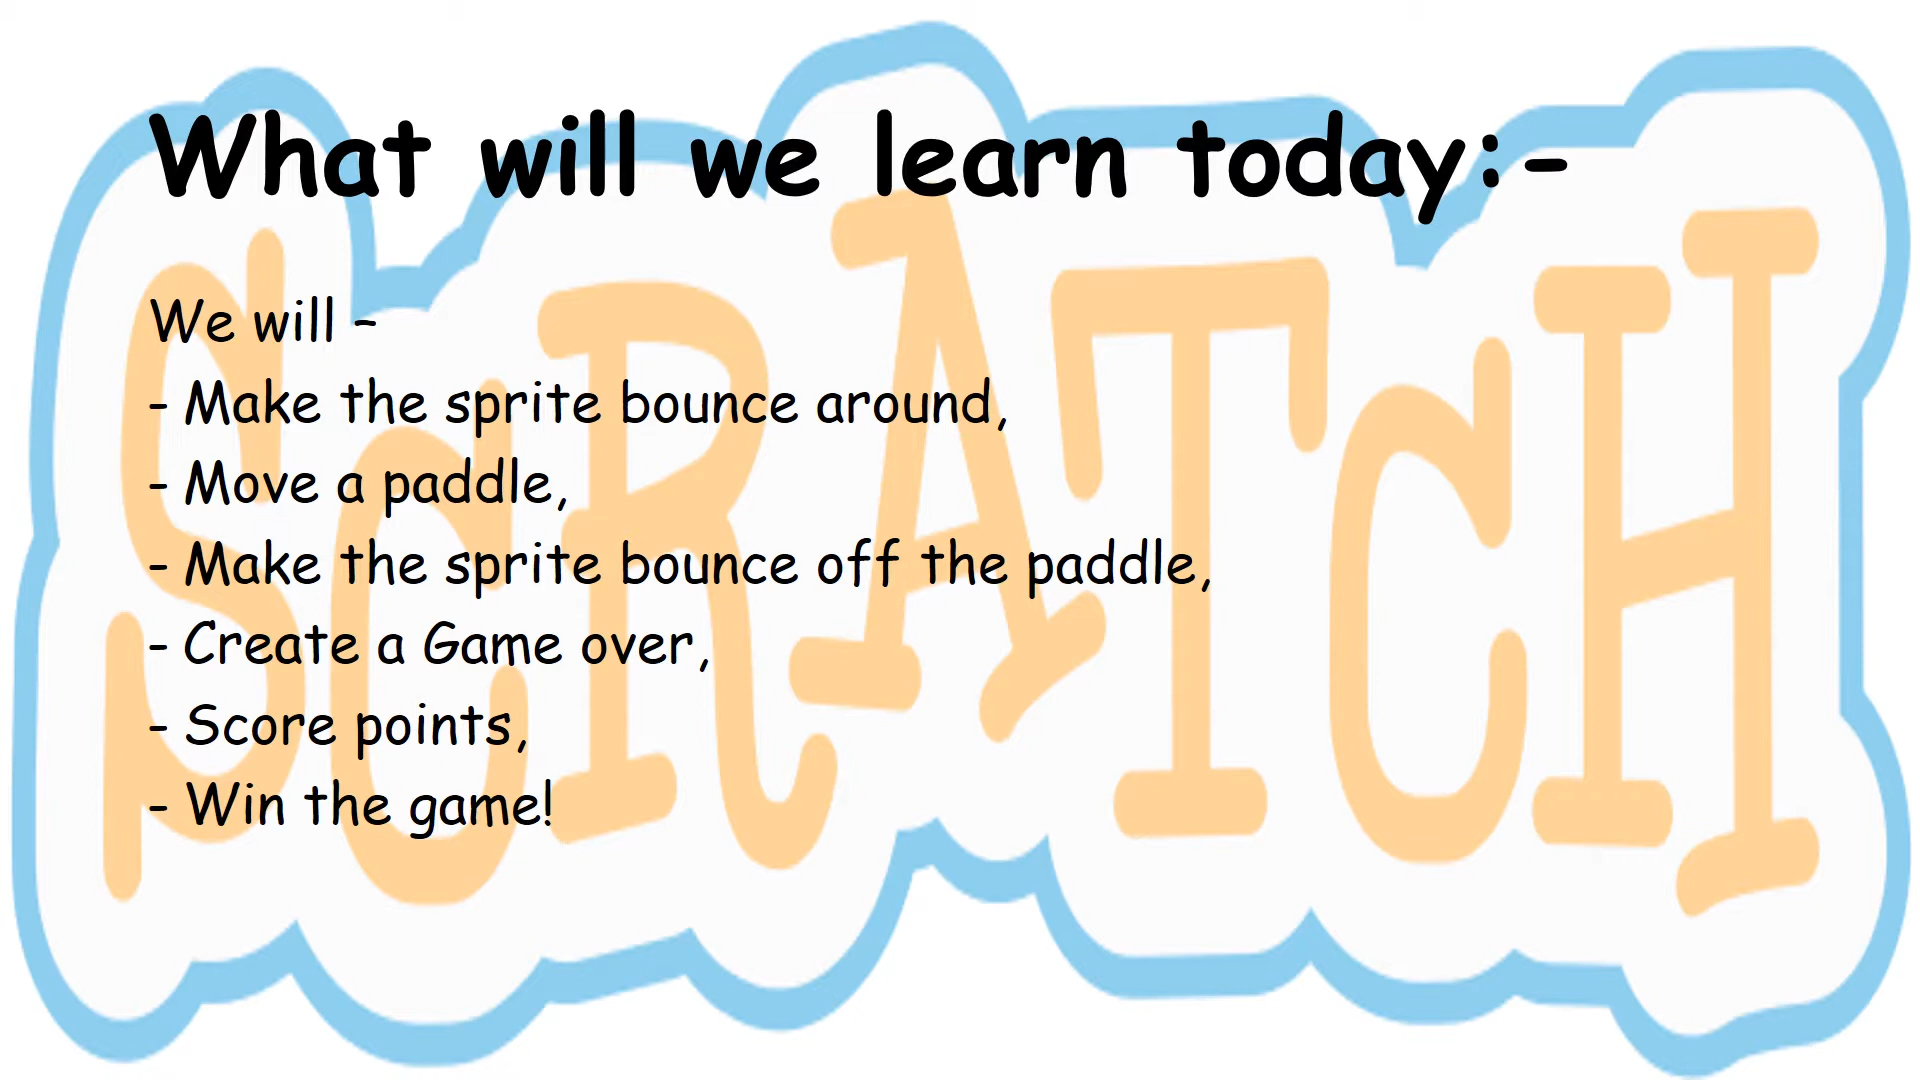 What will we learn today:-
We will –
- Make the sprite bounce around,
- Move a paddle,
- Make the sprite bounce off the paddle,
- Create a Game over,
- Score points,
- Win the game!
SCRATCH